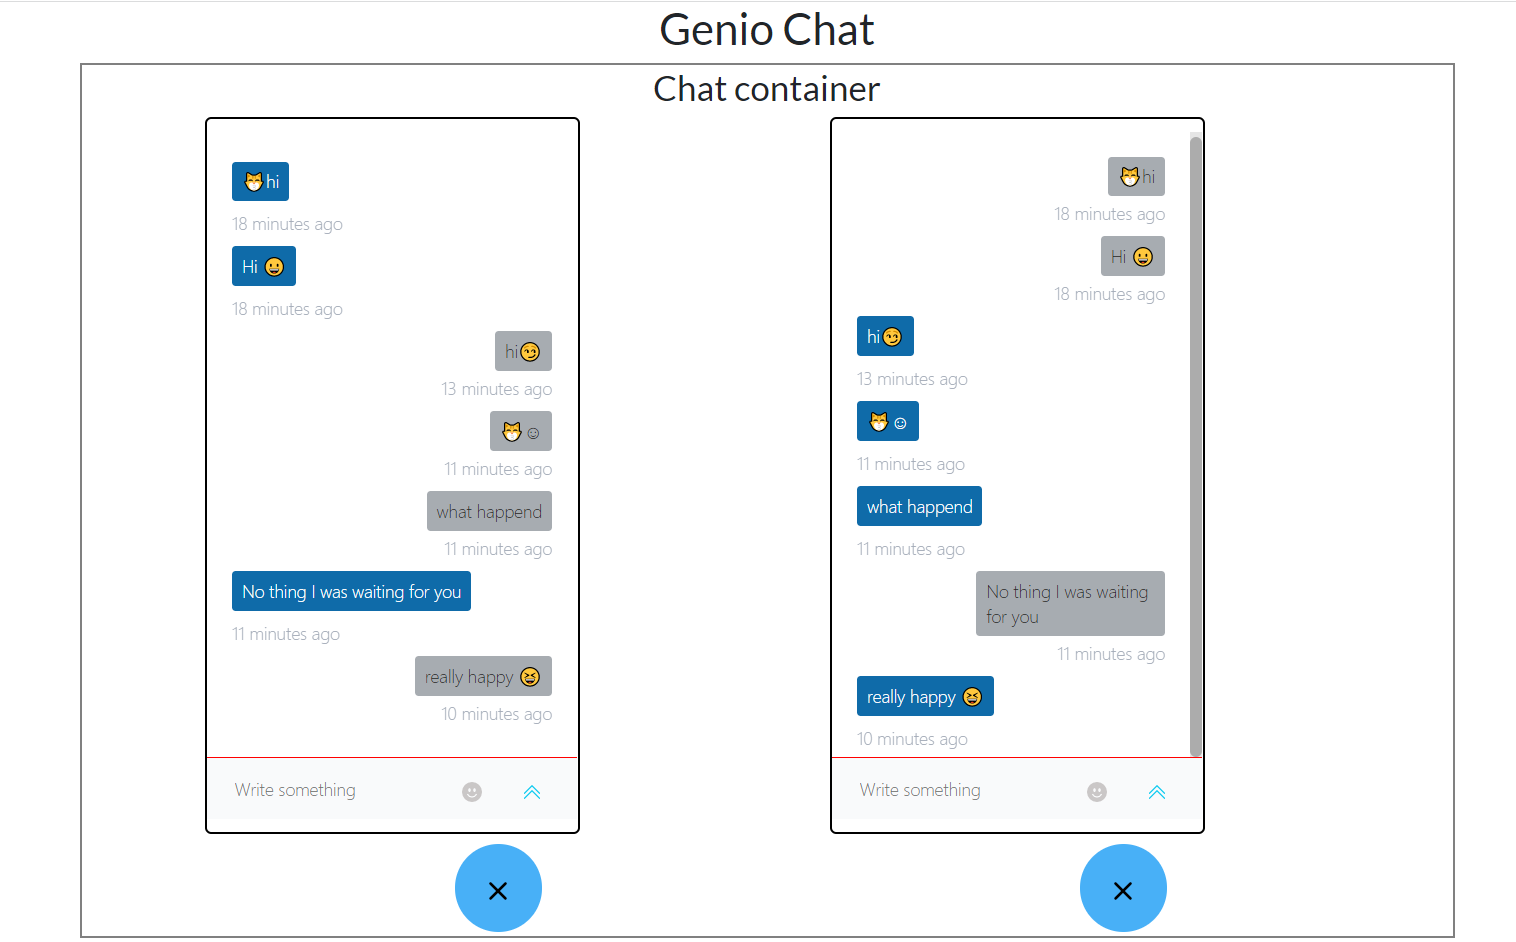 Genio Chat
Chat container
😺hi
18 minutes ago
Hi 😀
18 minutes ago
hi😏
13 minutes ago
😺☺
11 minutes ago
what happend
11 minutes ago
No thing I was waiting for you
11 minutes ago
really happy 😆
10 minutes ago
Write something
😺hi
18 minutes ago
Hi 😀
18 minutes ago
hi😏
13 minutes ago
😺☺
11 minutes ago
what happend
11 minutes ago
No thing I was waiting
for you
11 minutes ago
really happy 😆
10 minutes ago
Write something